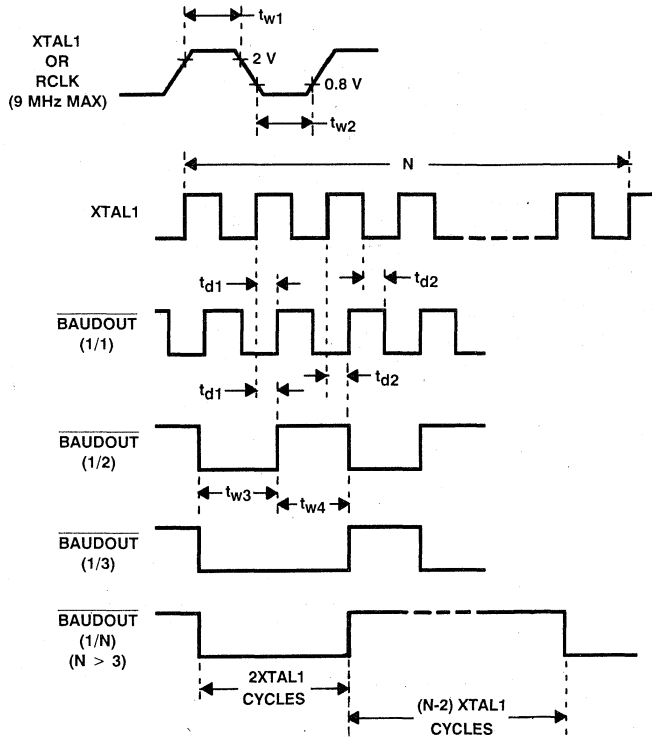 tw1
XTAL1
OR
RCLK
(9 MHz MAX)
2 V
0.8 V
tw2
N
XTAL1
td1
td2
BAUDOUT
(1/1)
td1
td2
BAUDOUT
(1/2)
tw3
tw4
BAUDOUT
(1/3)
BAUDOUT
(1/N)
(N > 3)
2XTAL1
CYCLES
(N-2) XTAL1
CYCLES